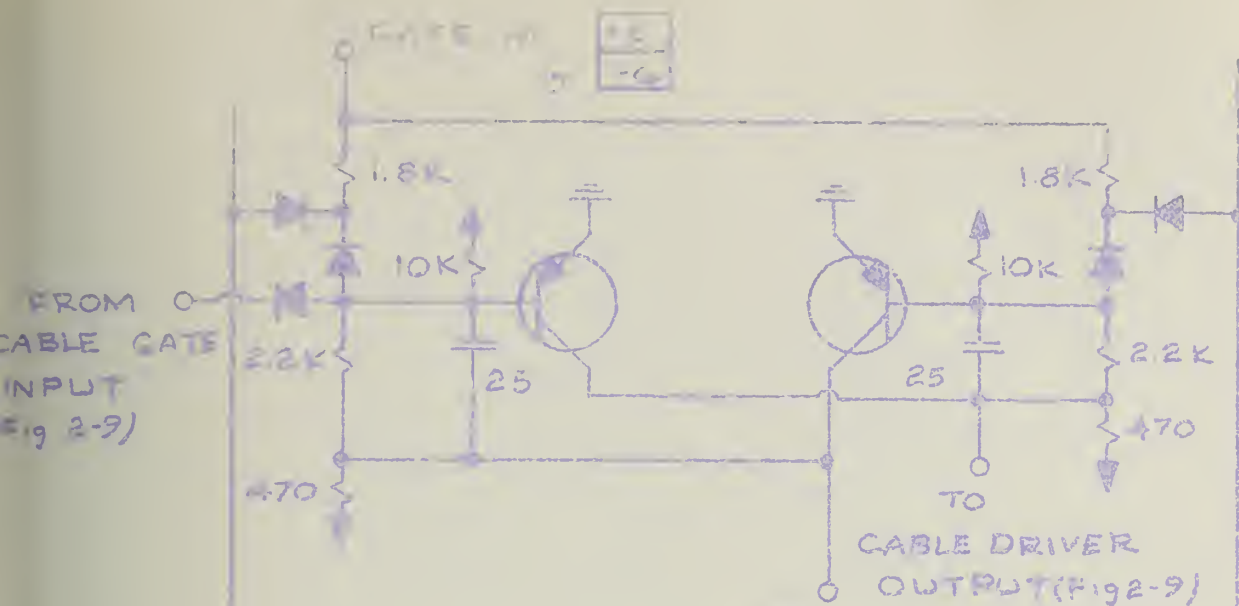 GATE
1.8K
1.8K
10K
10K
FROM
CABLE GATE
INPUT
(Fig 2-9)
2.2K
25
25
2.2K
470
470
TO
CABLE DRIVER
OUTPUT (Fig 2-9)